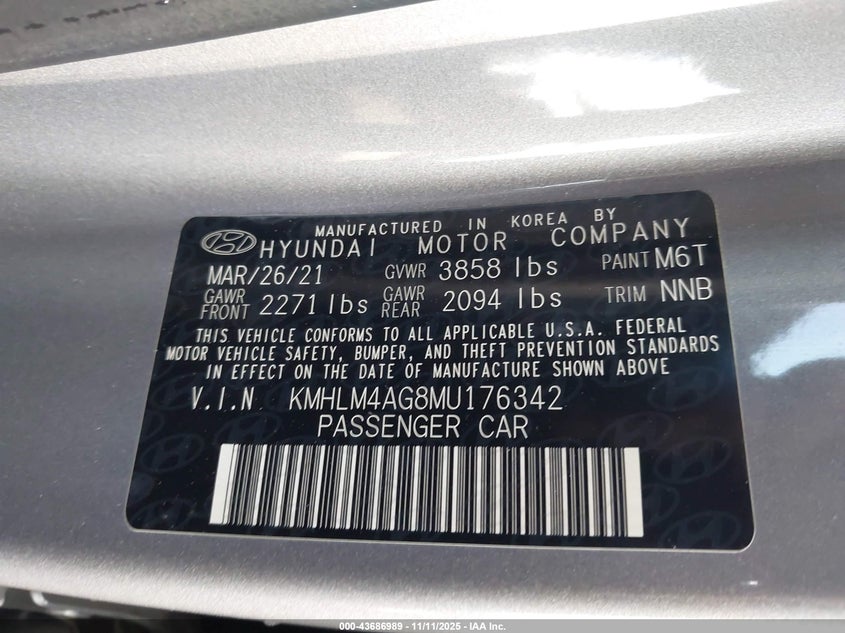 MANUFACTURED IN KOREA BY
HYUNDAI MOTOR COMPANY
MAR/26/21 GVWR 3858 lbs PAINT M6T
GAWR FRONT 2271 lbs GAWR REAR 2094 lbs TRIM NNB
THIS VEHICLE CONFORMS TO ALL APPLICABLE U.S.A. FEDERAL
MOTOR VEHICLE SAFETY, BUMPER, AND THEFT PREVENTION STANDARDS
IN EFFECT ON THE DATE OF MANUFACTURE SHOWN ABOVE
V.I.N KMHLM4AG8MU176342
PASSENGER CAR
000-43686989 - 11/11/2025 - IAA Inc.